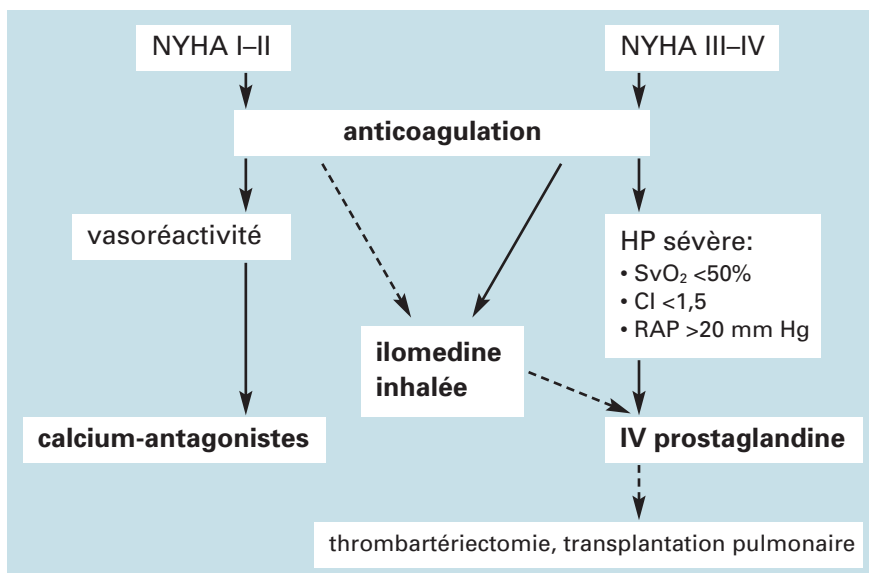 NYHA I–II
NYHA III–IV
anticoagulation
vasoréactivité
HP sévère:
• SvO₂ <50%
• CI <1,5
• RAP >20 mm Hg
ilomedine
inhalée
calcium-antagonistes
IV prostaglandine
thrombartériectomie, transplantation pulmonaire